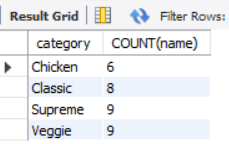 Result Grid Filter Rows:
category COUNT(name)
Chicken 6
Classic 8
Supreme 9
Veggie 9